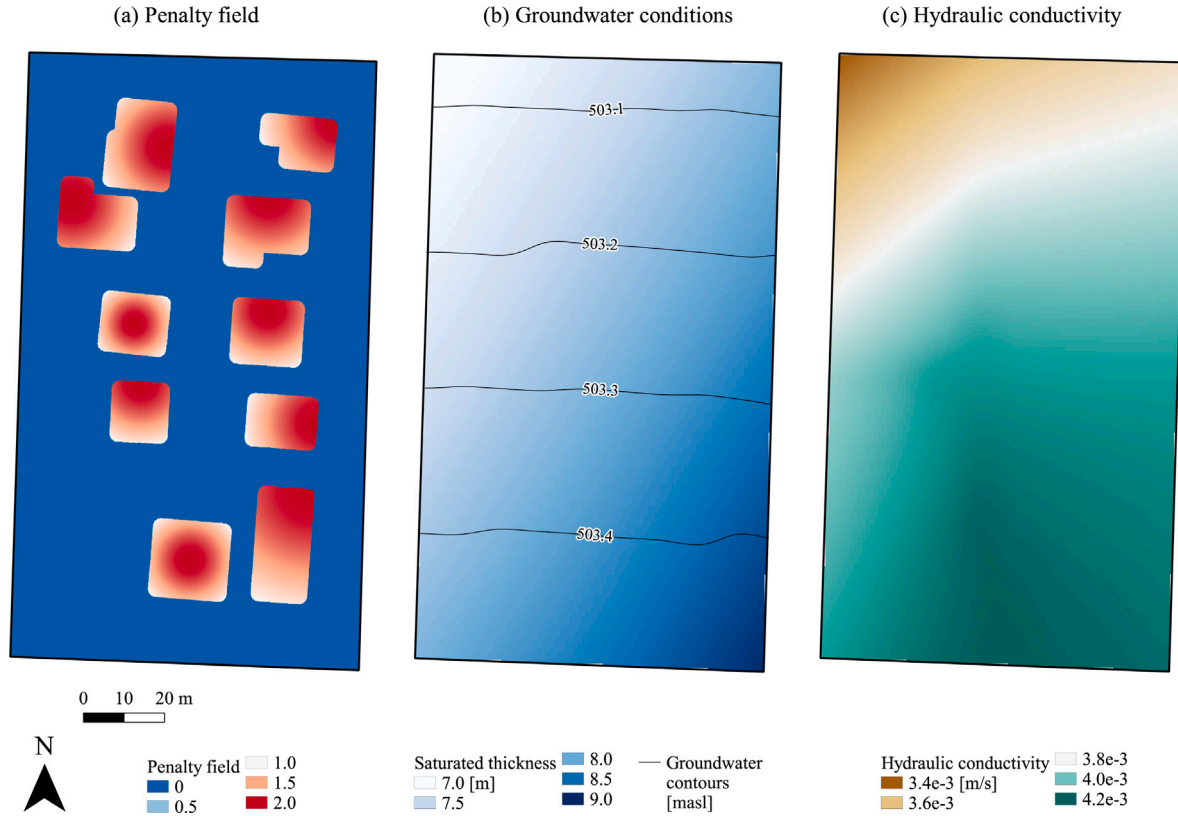 (a) Penalty field
(b) Groundwater conditions
(c) Hydraulic conductivity
503.1
503.2
503.3
503.4
0 10 20 m
N
Penalty field
0
0.5
1.0
1.5
2.0
Saturated thickness
7.0 [m]
7.5
8.0
8.5
9.0
Groundwater
contours
[masl]
Hydraulic conductivity
3.4e-3 [m/s]
3.6e-3
3.8e-3
4.0e-3
4.2e-3